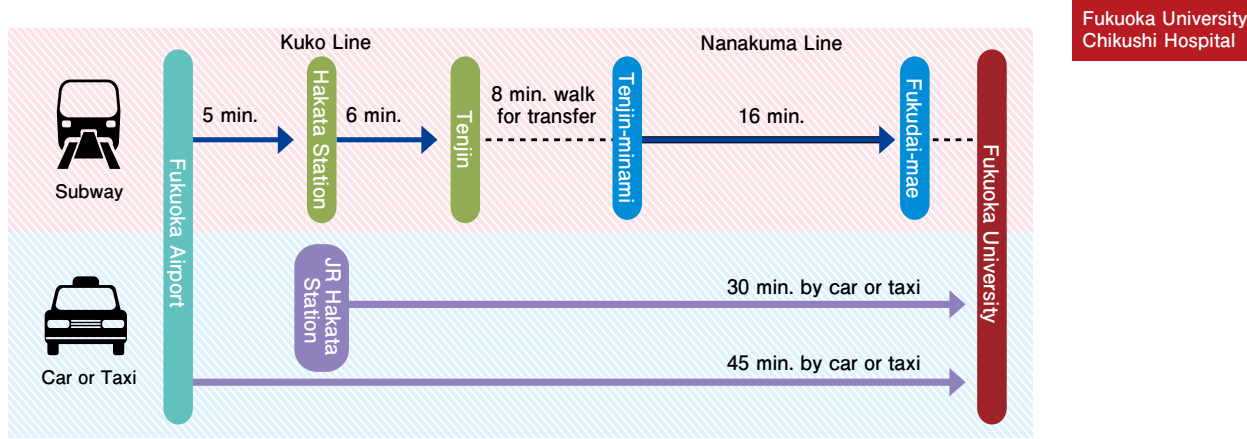 Fukuoka University
Chikushi Hospital
Kuko Line
Nanakuma Line
Subway
Fukuoka Airport
5 min.
Hakata Station
6 min.
Tenjin
8 min. walk
for transfer
Tenjin-minami
16 min.
Fukudai-mae
Fukuoka University
Car or Taxi
JR Hakata
Station
30 min. by car or taxi
45 min. by car or taxi